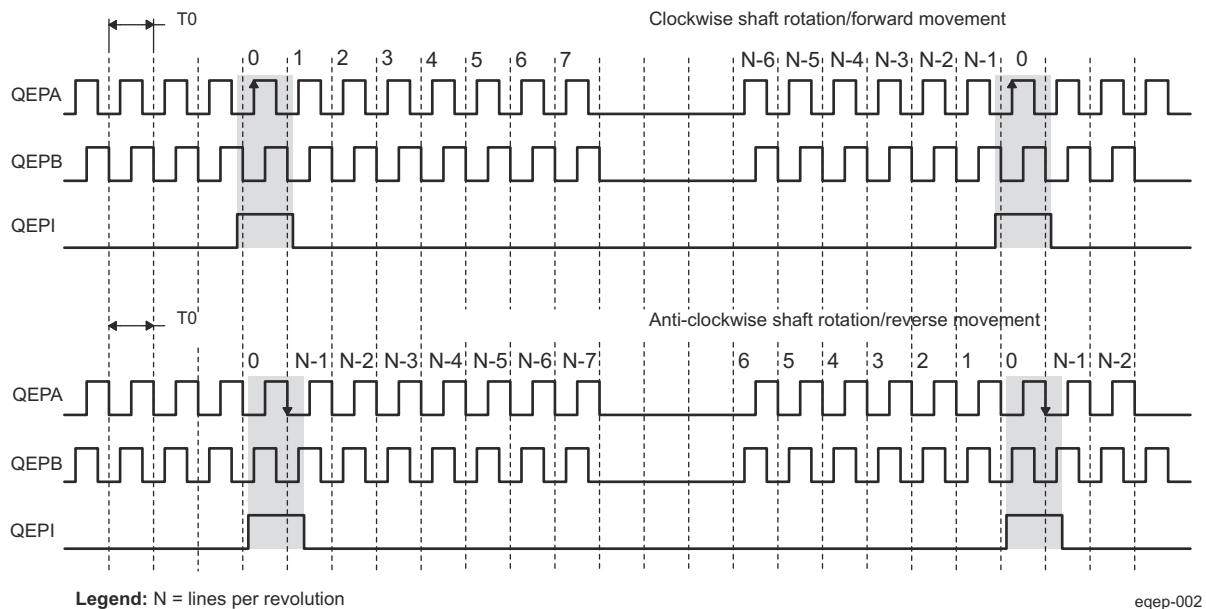 T0 Clockwise shaft rotation/forward movement
0 1 2 3 4 5 6 7 N-6 N-5 N-4 N-3 N-2 N-1 0
QEPA
QEPB
QEPI
T0 Anti-clockwise shaft rotation/reverse movement
0 N-1 N-2 N-3 N-4 N-5 N-6 N-7 6 5 4 3 2 1 0 N-1 N-2
QEPA
QEPB
QEPI
Legend: N = lines per revolution eqep-002